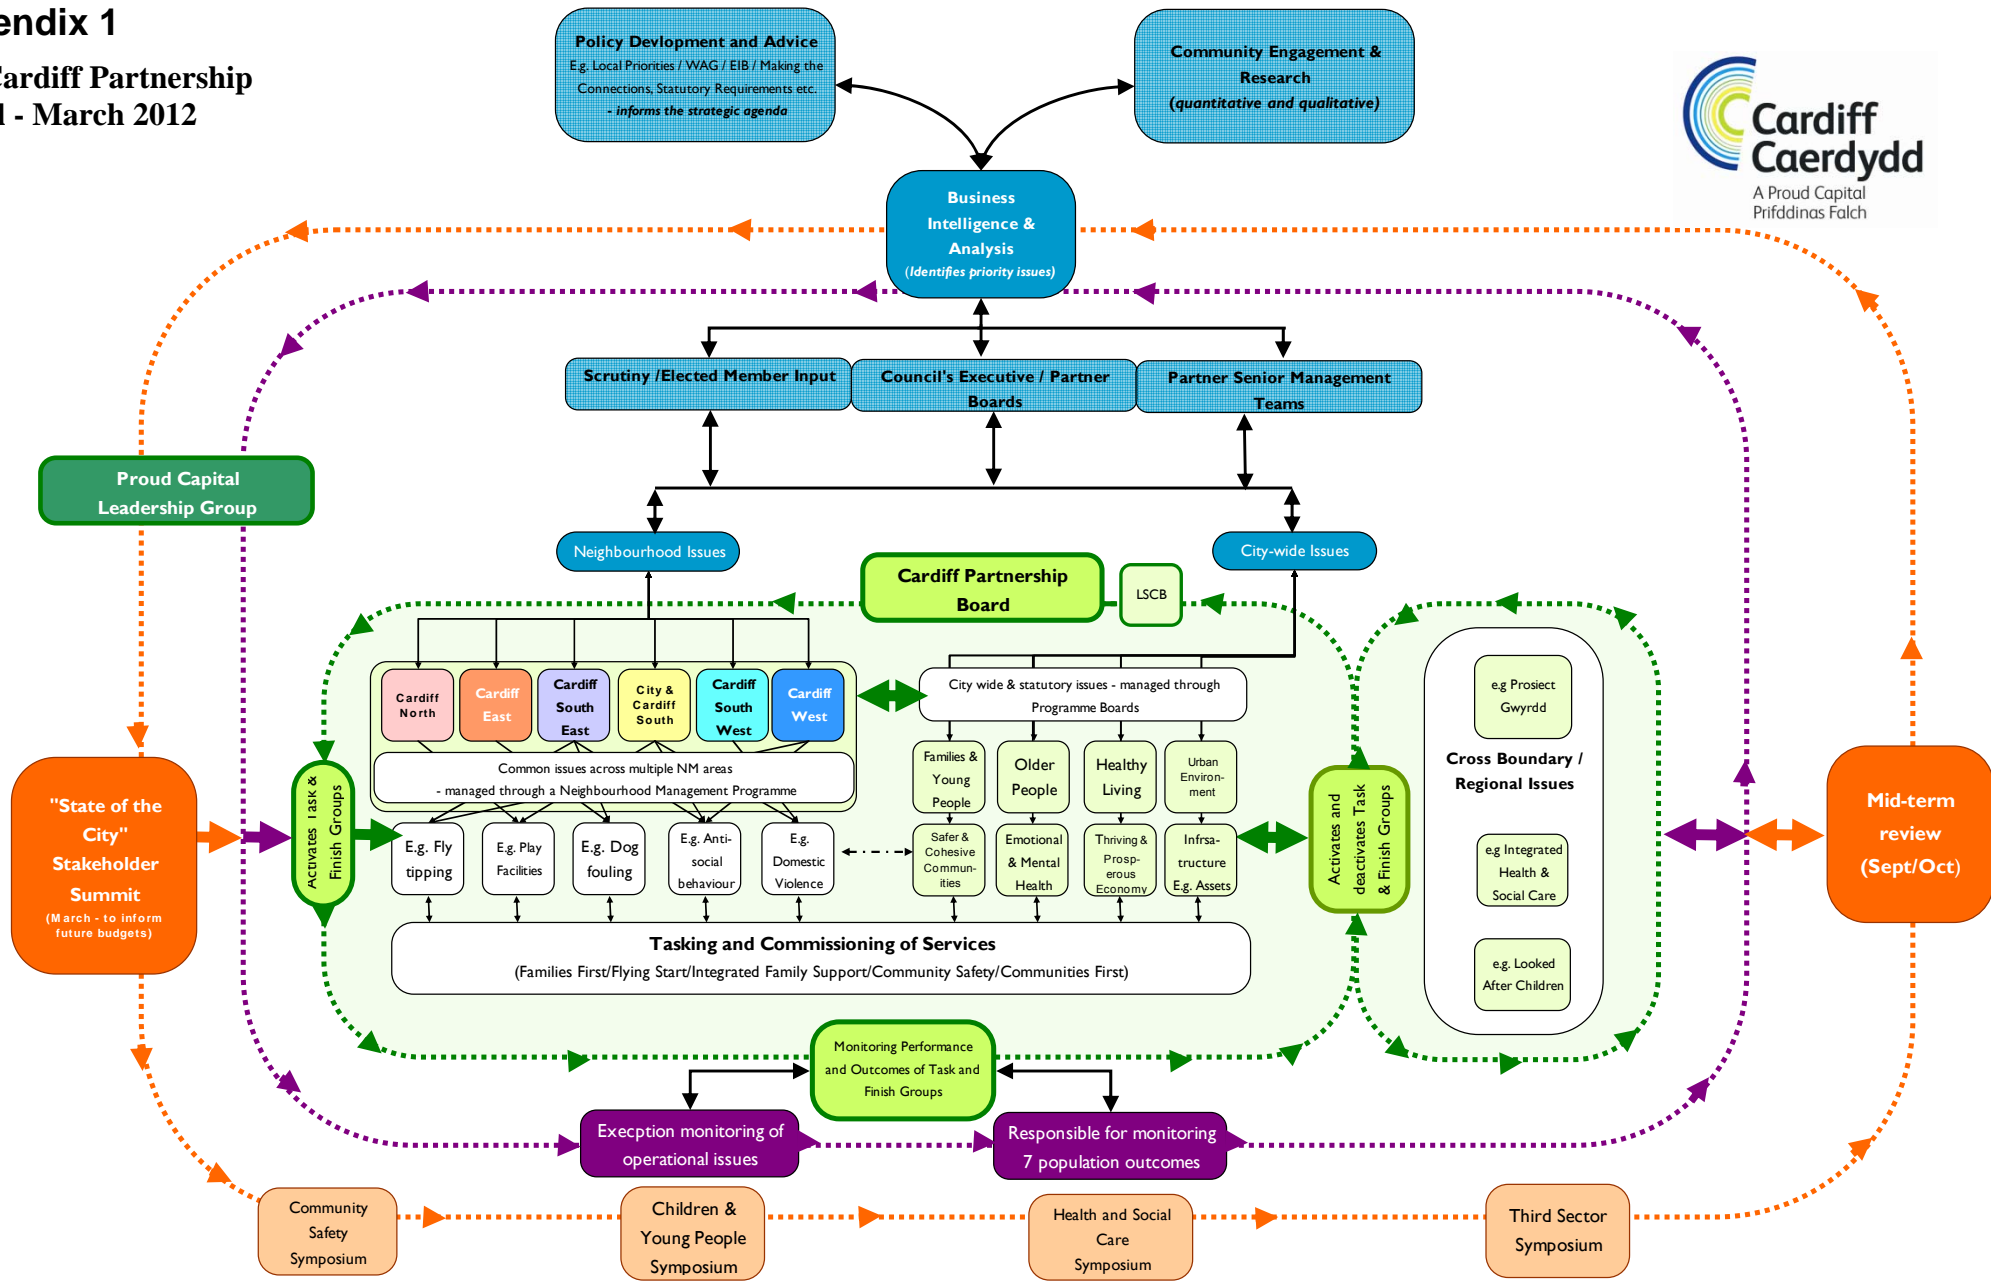 endix 1
Cardiff Partnership
l - March 2012
Policy Devlopment and Advice
E.g. Local Priorities / WAG / EIB / Making the
Connections, Statutory Requirements etc.
- informs the strategic agenda
Community Engagement &
Research
(quantitative and qualitative)
Cardiff
Caerdydd
A Proud Capital
Prifddinas Falch
Business
Intelligence &
Analysis
(Identifies priority issues)
Scrutiny /Elected Member Input
Council's Executive / Partner
Boards
Partner Senior Management
Teams
Proud Capital
Leadership Group
Neighbourhood Issues
City-wide Issues
Cardiff Partnership
Board
LSCB
Cardiff
North
Cardiff
East
Cardiff
South
East
City &
Cardiff
South
Cardiff
South
West
Cardiff
West
City wide & statutory issues - managed through
Programme Boards
Common issues across multiple NM areas
- managed through a Neighbourhood Management Programme
Families &
Young
People
Older
People
Healthy
Living
Urban
Environ-
ment
e.g Prosiect
Gwyrdd
Cross Boundary /
Regional Issues
e.g Integrated
Health &
Social Care
e.g. Looked
After Children
"State of the
City"
Stakeholder
Summit
(March - to inform
future budgets)
Activates Task &
Finish Groups
E.g. Fly
tipping
E.g. Play
Facilities
E.g. Dog
fouling
E.g. Anti-
social
behaviour
E.g.
Domestic
Violence
Safer &
Cohesive
Commun-
ities
Emotional
& Mental
Health
Thriving &
Prosp-
erous
Economy
Infrsa-
tructure
E.g. Assets
Activates and
deactivates Task
& Finish Groups
Mid-term
review
(Sept/Oct)
Tasking and Commissioning of Services
(Families First/Flying Start/Integrated Family Support/Community Safety/Communities First)
Monitoring Performance
and Outcomes of Task and
Finish Groups
Execption monitoring of
operational issues
Responsible for monitoring
7 population outcomes
Community
Safety
Symposium
Children &
Young People
Symposium
Health and Social
Care
Symposium
Third Sector
Symposium